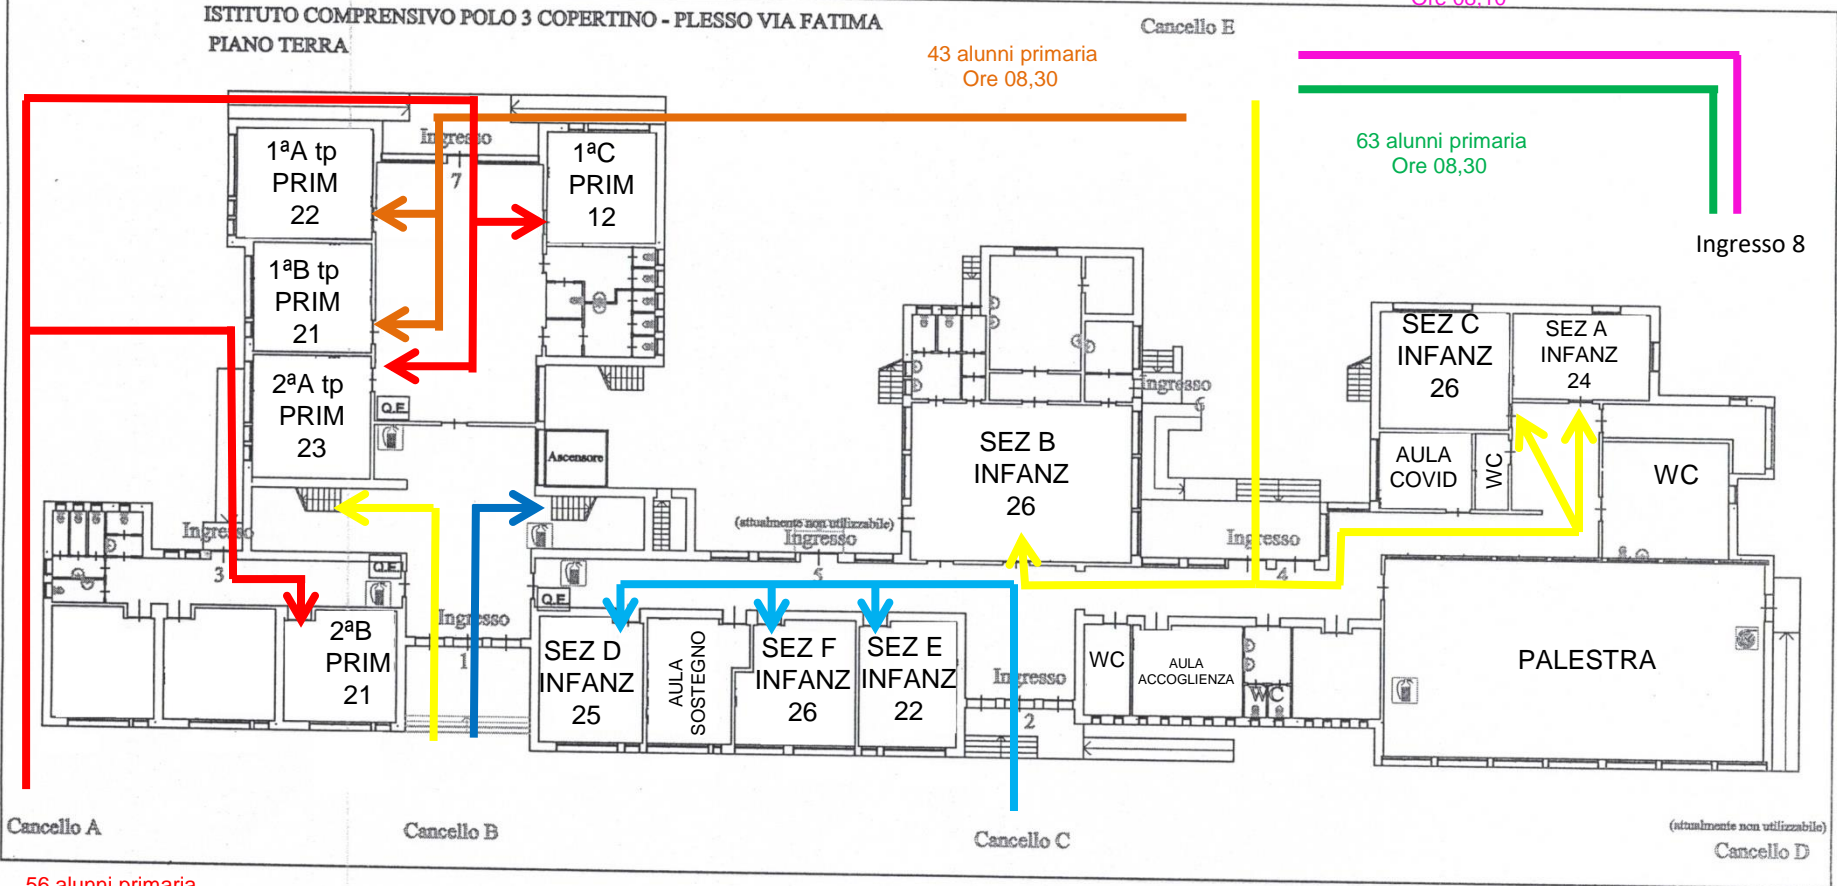 Ore 08,10
ISTITUTO COMPRENSIVO POLO 3 COPERTINO - PLESSO VIA FATIMA
PIANO TERRA
Cancello E
43 alunni primaria
Ore 08,30
63 alunni primaria
Ore 08,30
Ingresso 8
Ingresso
7
1ªA tp
PRIM
22
1ªC
PRIM
12
1ªB tp
PRIM
21
2ªA tp
PRIM
23
Q.E.
Ascensore
SEZ B
INFANZ
26
Ingresso
6
SEZ C
INFANZ
26
SEZ A
INFANZ
24
AULA
COVID
WC
WC
Ingresso
3
(attualmente non utilizzabile)
Ingresso
5
Ingresso
4
Q.E.
Q.E.
2ªB
PRIM
21
Ingresso
1
SEZ D
INFANZ
25
AULA
SOSTEGNO
SEZ F
INFANZ
26
SEZ E
INFANZ
22
Ingresso
2
WC
AULA
ACCOGLIENZA
WC
PALESTRA
Cancello A
Cancello B
Cancello C
(attualmente non utilizzabile)
Cancello D
56 alunni primaria